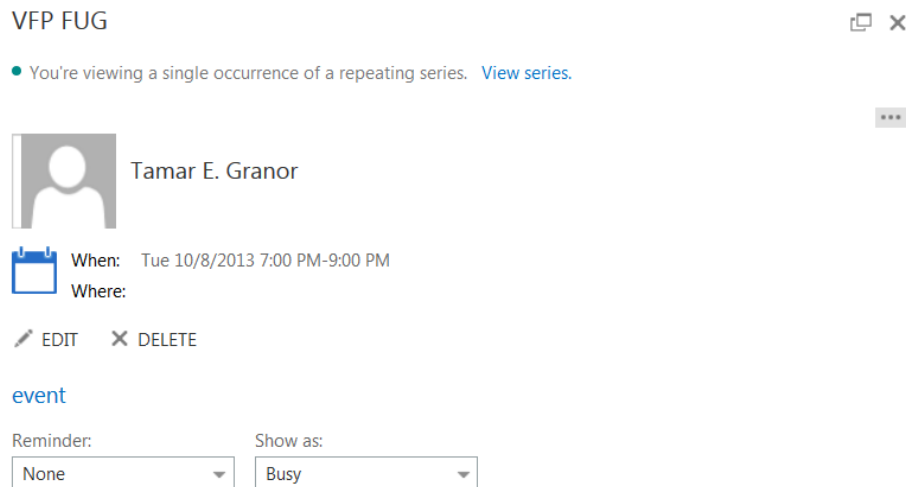 VFP FUG
You're viewing a single occurrence of a repeating series. View series.
Tamar E. Granor
When: Tue 10/8/2013 7:00 PM-9:00 PM
Where:
EDIT DELETE
event
Reminder: Show as:
None Busy